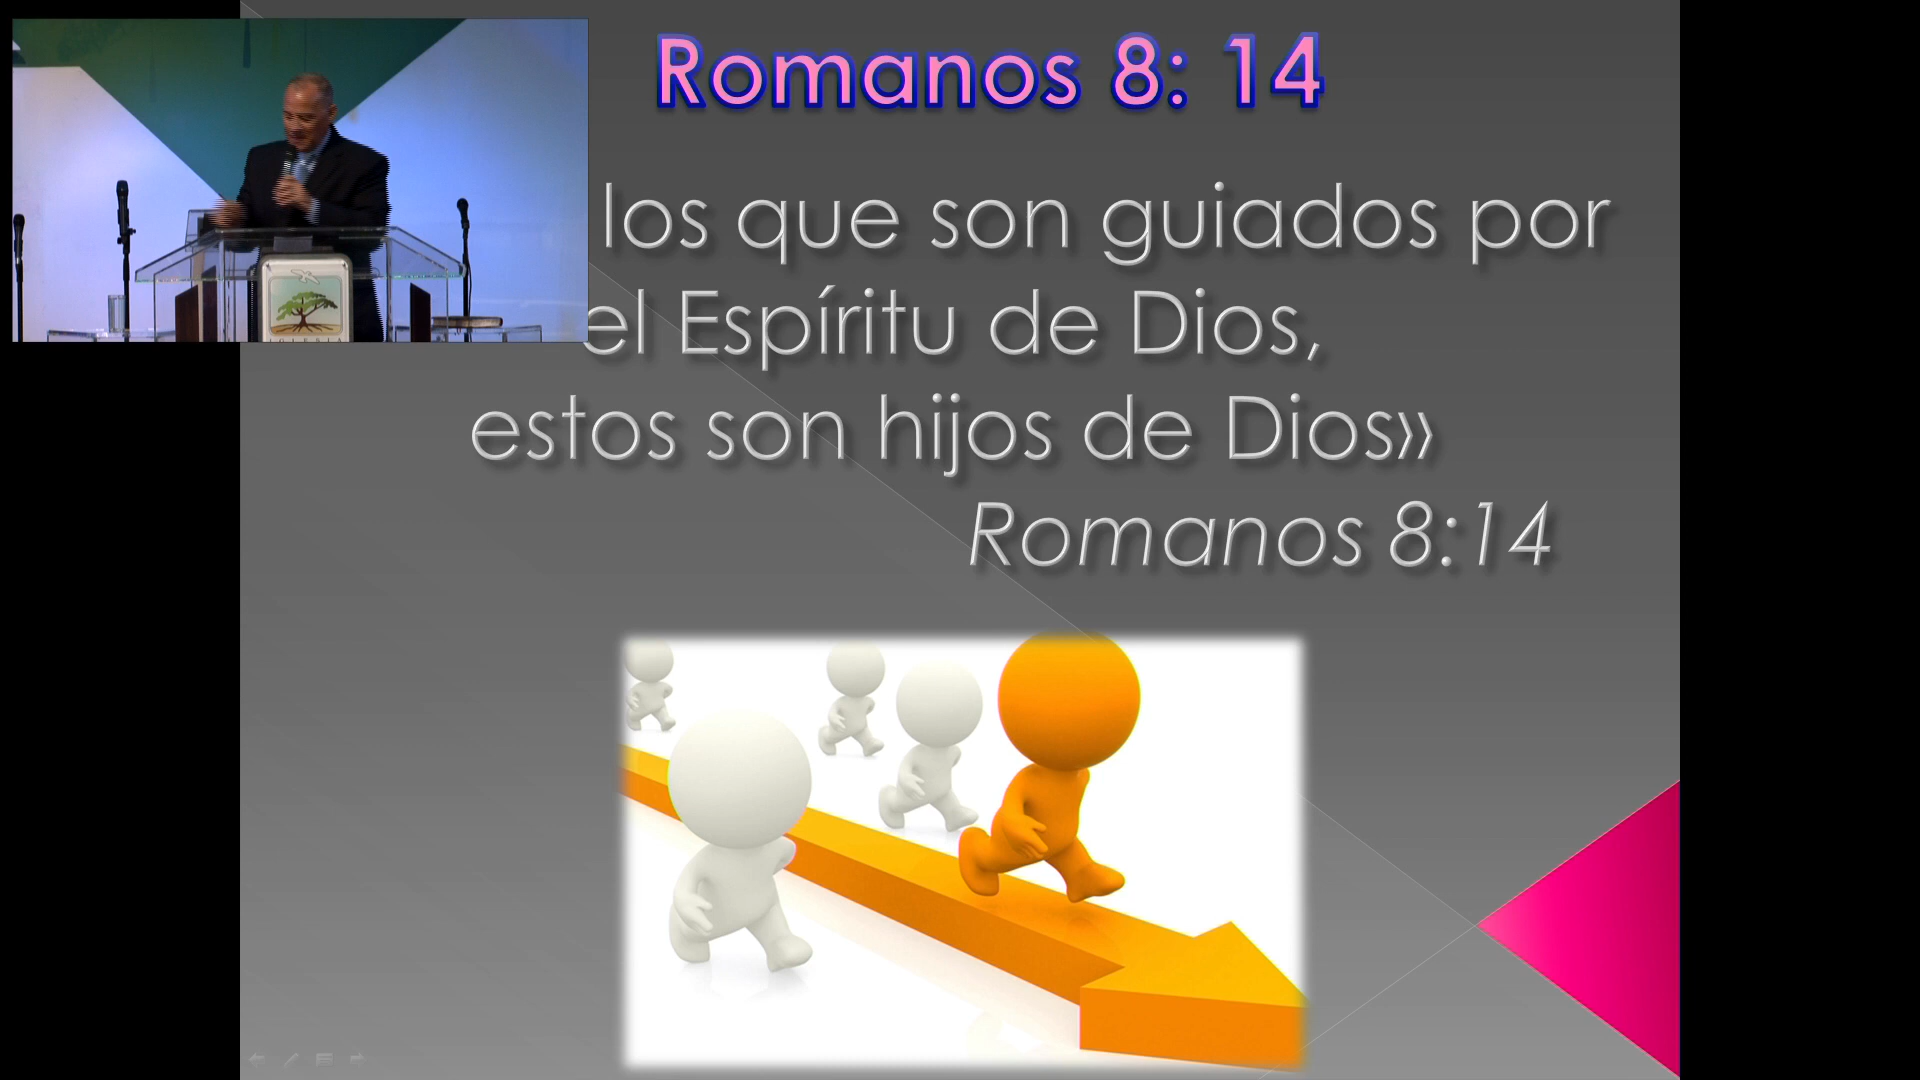 Romanos 8: 14
los que son guiados por
el Espíritu de Dios,
estos son hijos de Dios»
Romanos 8:14